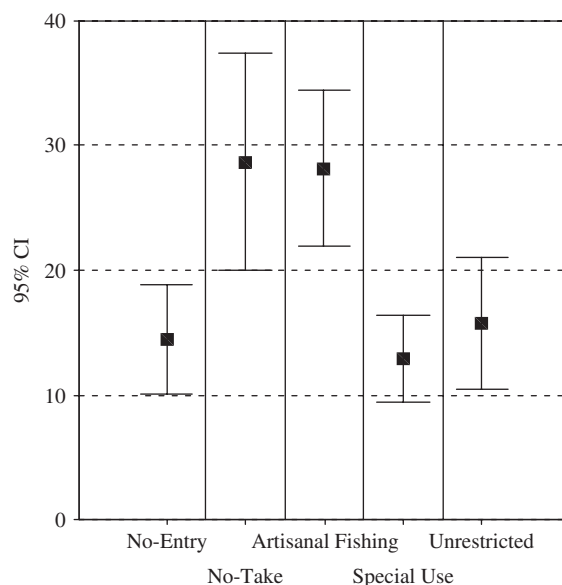 40
30
20
10
0
95% CI
No-Entry
Artisanal Fishing
Unrestricted
No-Take
Special Use